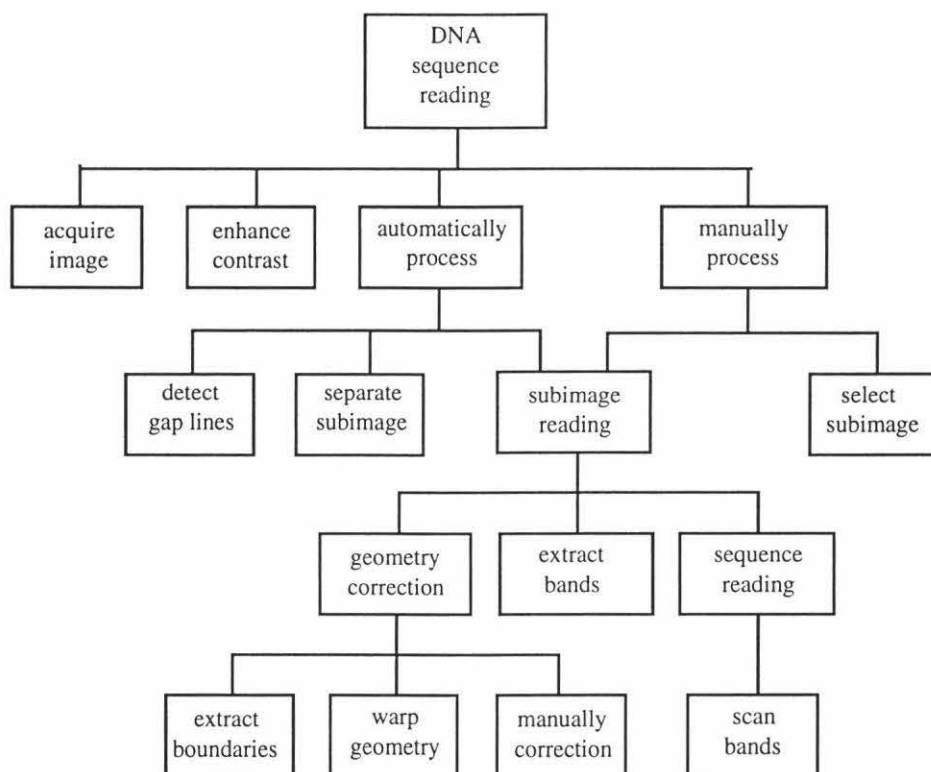 DNA
sequence
reading
acquire
image
enhance
contrast
automatically
process
manually
process
detect
gap lines
separate
subimage
subimage
reading
select
subimage
geometry
correction
extract
bands
sequence
reading
extract
boundaries
warp
geometry
manually
correction
scan
bands